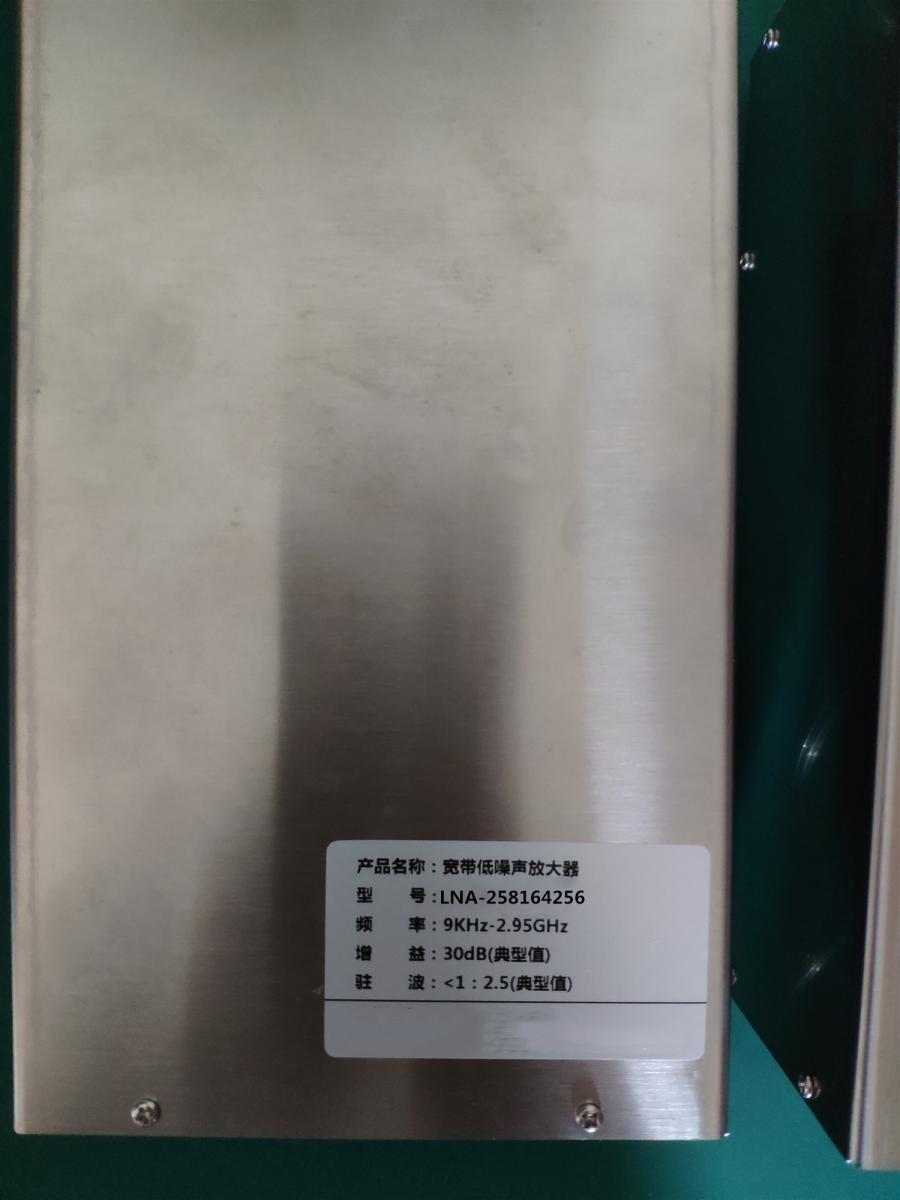 产品名称：宽带低噪声放大器
型 号：LNA-258164256
频 率：9KHz-2.95GHz
增 益：30dB(典型值)
驻 波：<1：2.5(典型值)